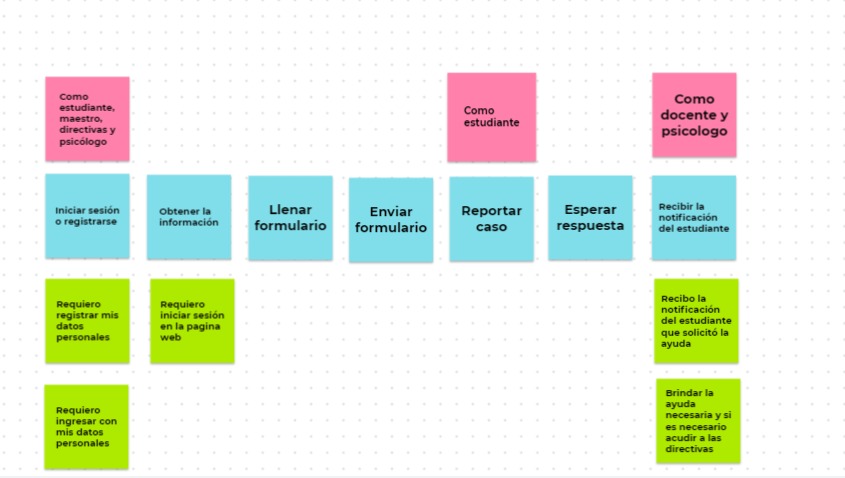 Como
estudiante,
maestro,
directivas y
psicólogo
Como
estudiante
Como
docente y
psicologo
Iniciar sesión
o registrarse
Obtener la
información
Llenar
formulario
Enviar
formulario
Reportar
caso
Esperar
respuesta
Recibir la
notificación
del estudiante
Requiero
registrar mis
datos
personales
Requiero
iniciar sesión
en la pagina
web
Recibo la
notificación
del estudiante
que solicitó la
ayuda
Requiero
ingresar con
mis datos
personales
Brindar la
ayuda
necesaria y si
es necesario
acudir a las
directivas